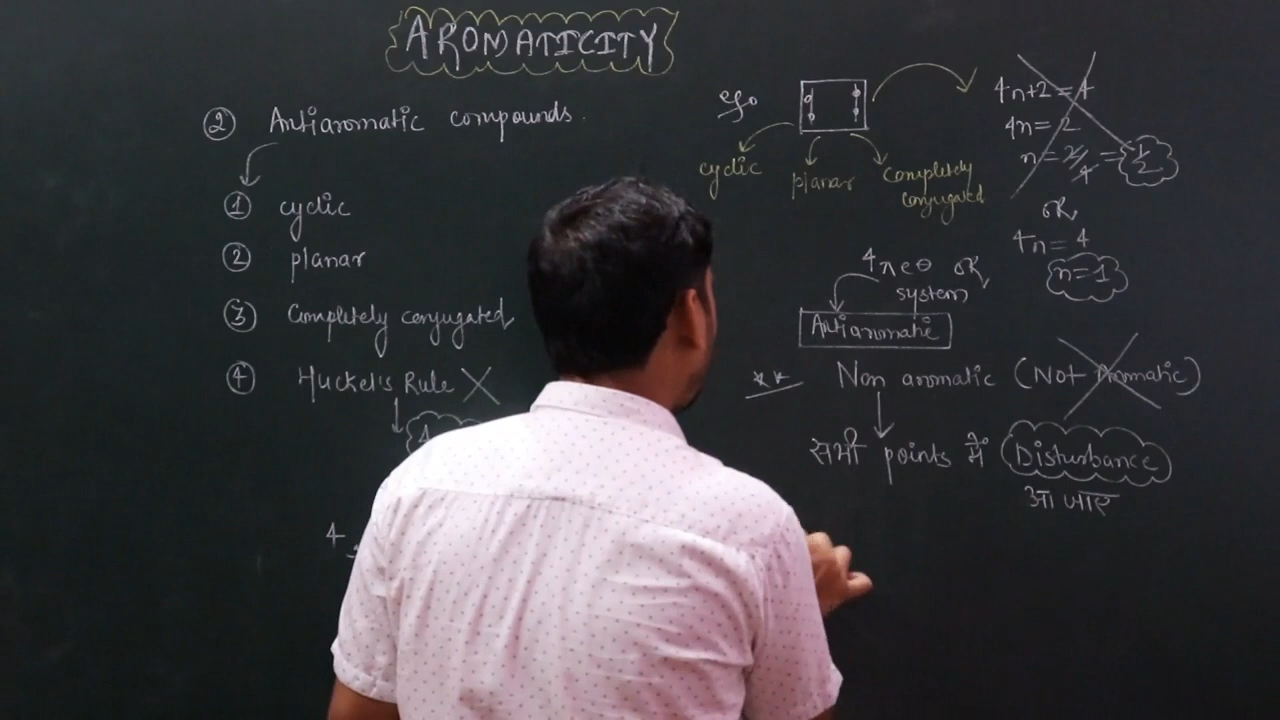 AROMATICITY
② Antiaromatic compounds.
① cyclic
② planar
③ Completely conjugated
④ Huckel's Rule X
4
eg.
cyclic
planar
Completely
conjugated
4n+2 = 4
4n = 2
n = 2/4 = 1/2
or
4n = 4
n = 1
4π e⊖ or
system
Antiaromatic
** Non aromatic (Not Aromatic)
सभी points में Disturbance
आ जाए